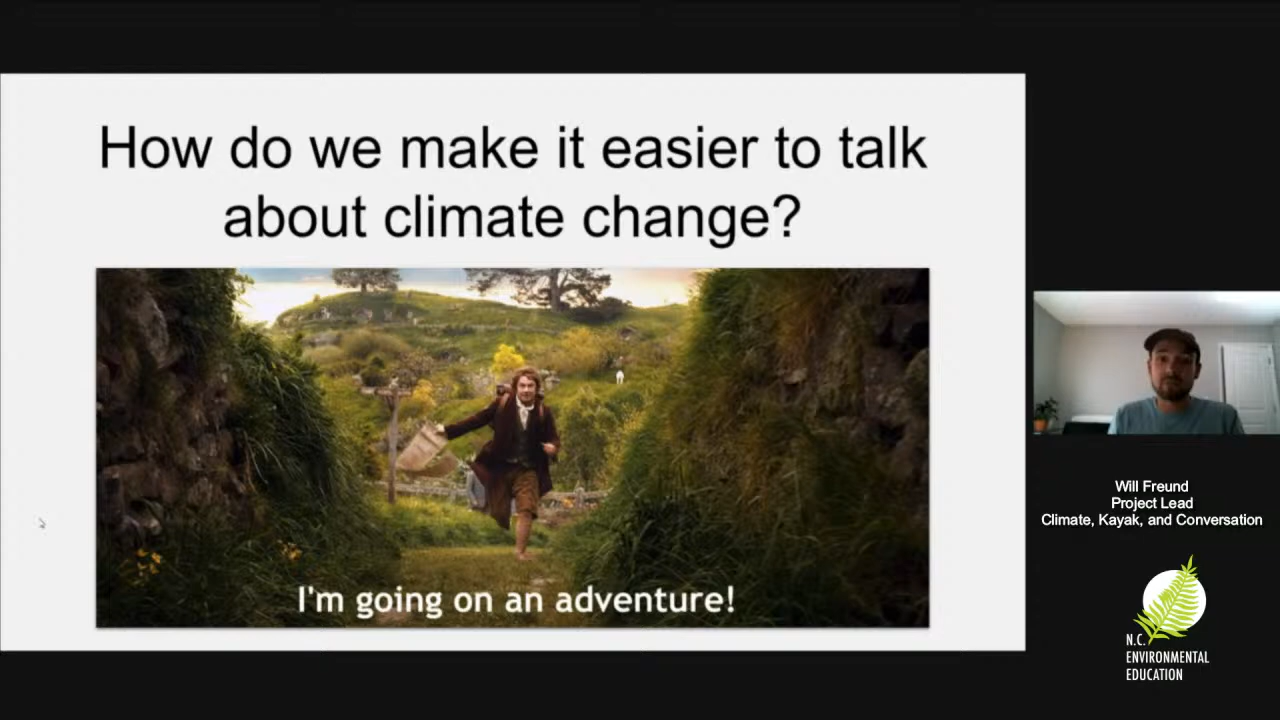 How do we make it easier to talk
about climate change?
I'm going on an adventure!
Will Freund
Project Lead
Climate, Kayak, and Conversation
N.C.
ENVIRONMENTAL
EDUCATION